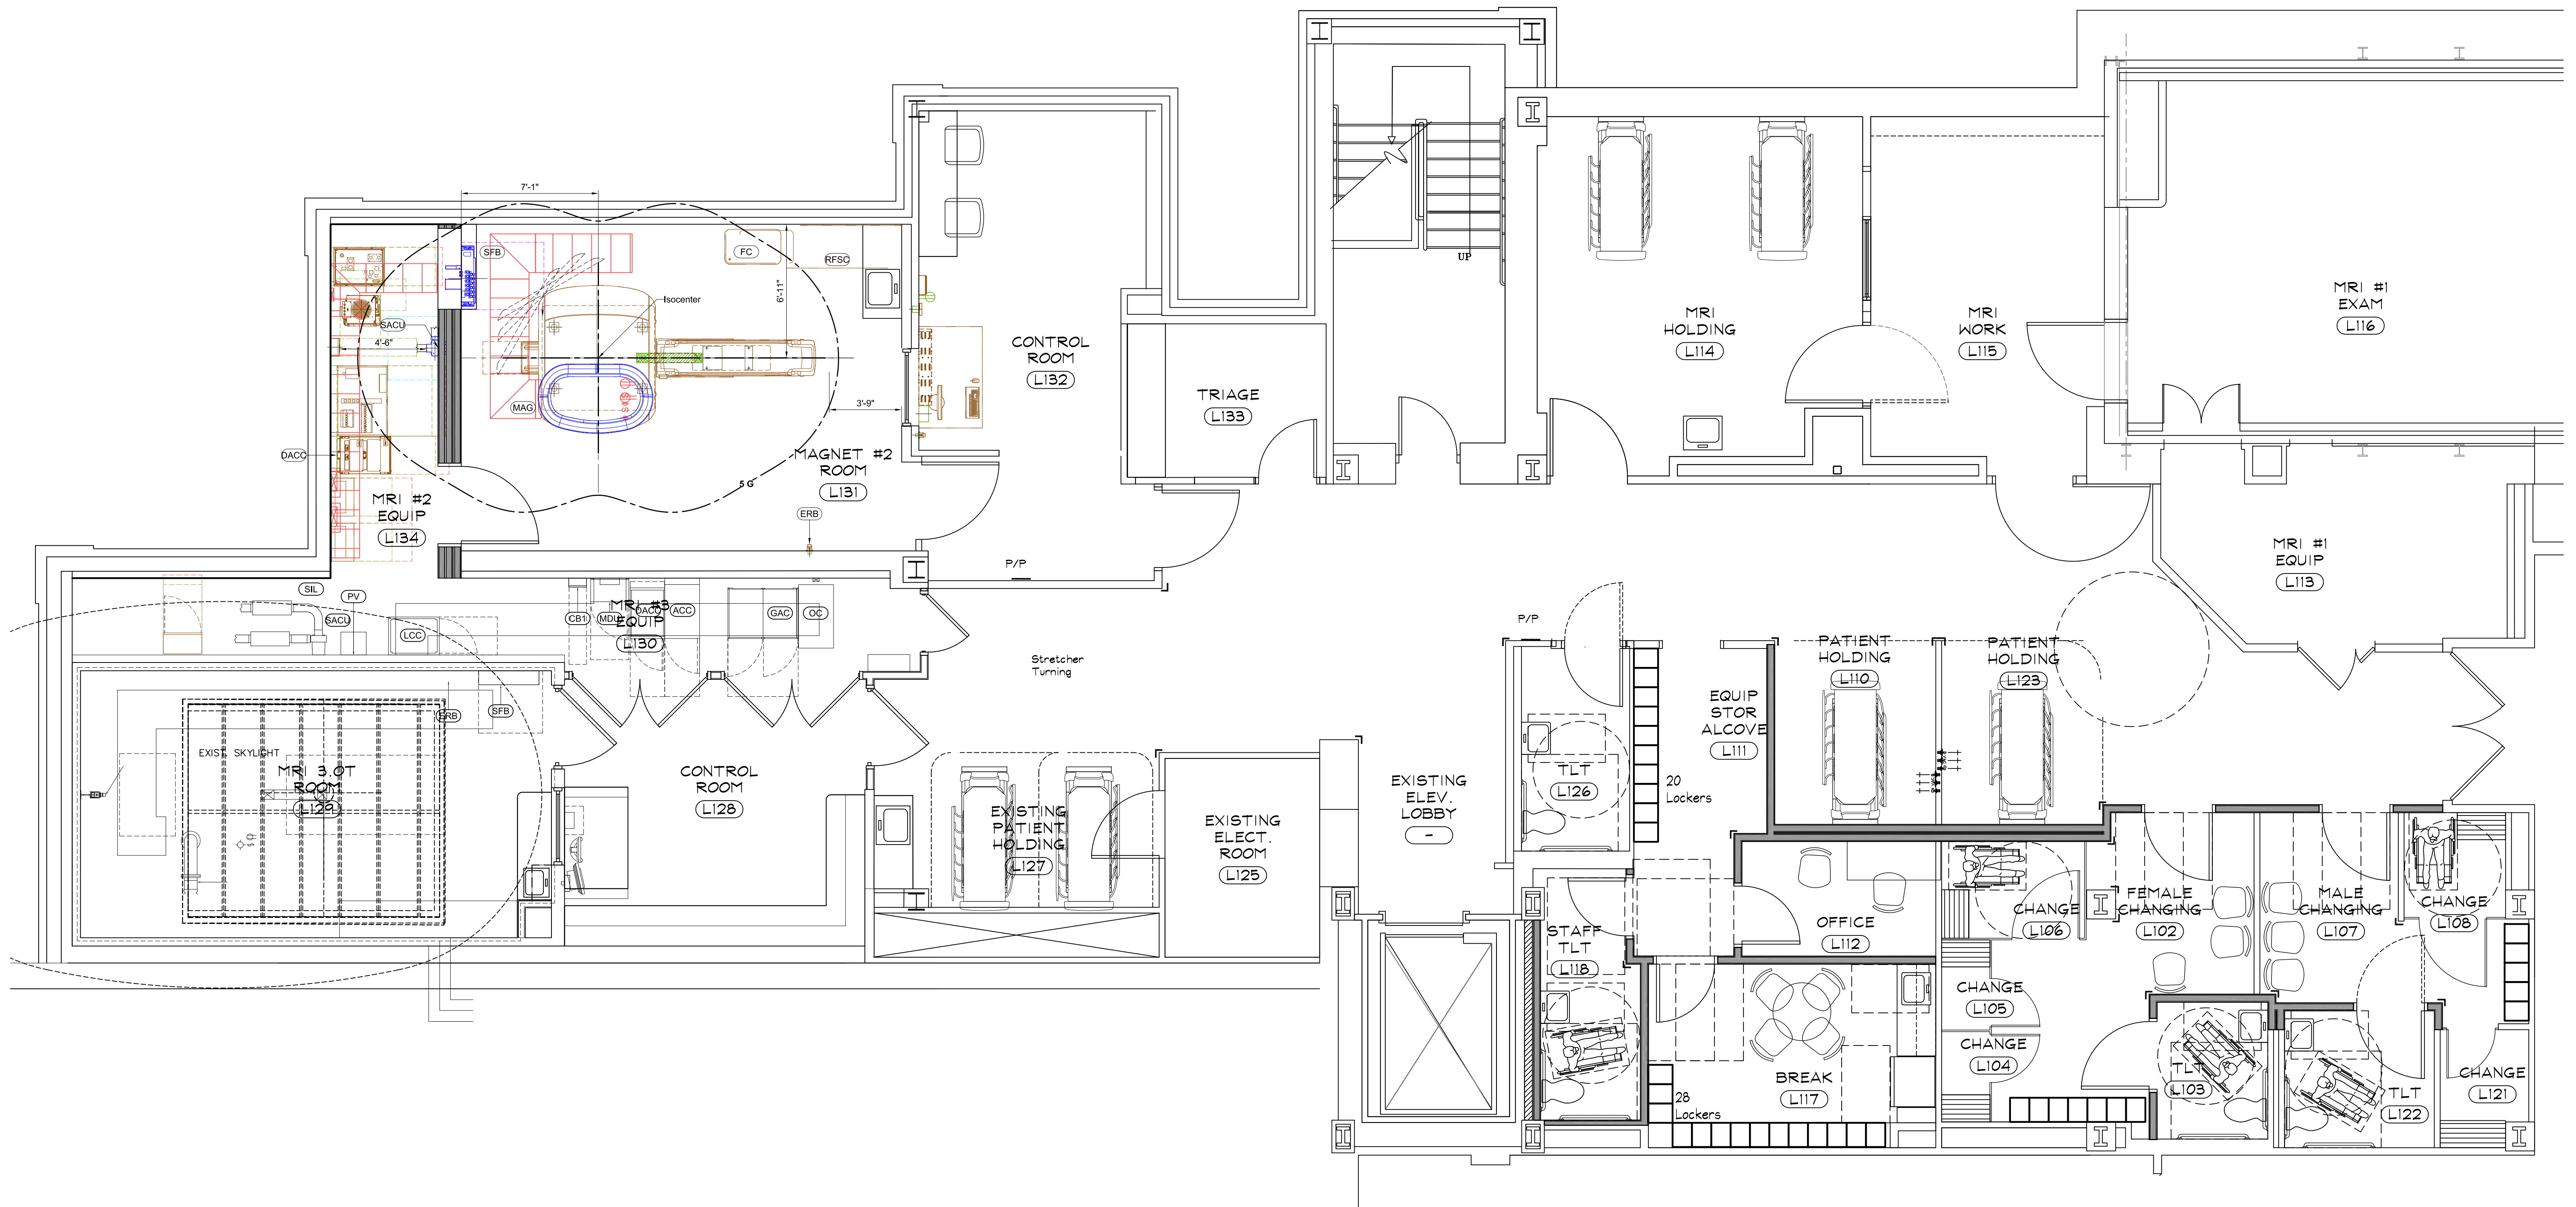 7'-1"
SFB
FC
RFSC
6'-11"
Isocenter
SACU
4'-6"
MAG
3'-9"
DACC
5 G
ERB
MAGNET #2
ROOM
L131
MRI #2
EQUIP
L134
CONTROL
ROOM
L132
TRIAGE
L133
UP
MRI
HOLDING
L114
MRI
WORK
L115
MRI #1
EXAM
L116
MRI #1
EQUIP
L113
P/P
SIL
PV
SACU
LCC
CB1
MDU
DACC
ACC
GAC
OC
MRI #3
EQUIP
L130
Stretcher
Turning
P/P
ERB
SFB
EXIST. SKYLIGHT
MRI 3.0T
ROOM
L129
CONTROL
ROOM
L128
EXISTING
PATIENT
HOLDING
L127
EXISTING
ELECT.
ROOM
L125
EXISTING
ELEV.
LOBBY
-
TLT
L126
20
Lockers
EQUIP
STOR
ALCOVE
L111
PATIENT
HOLDING
L110
PATIENT
HOLDING
L123
STAFF
TLT
L118
OFFICE
L112
BREAK
L117
28
Lockers
CHANGE
L106
CHANGE
L105
CHANGE
L104
FEMALE
CHANGING
L102
MALE
CHANGING
L107
CHANGE
L108
TLT
L103
TLT
L122
CHANGE
L121